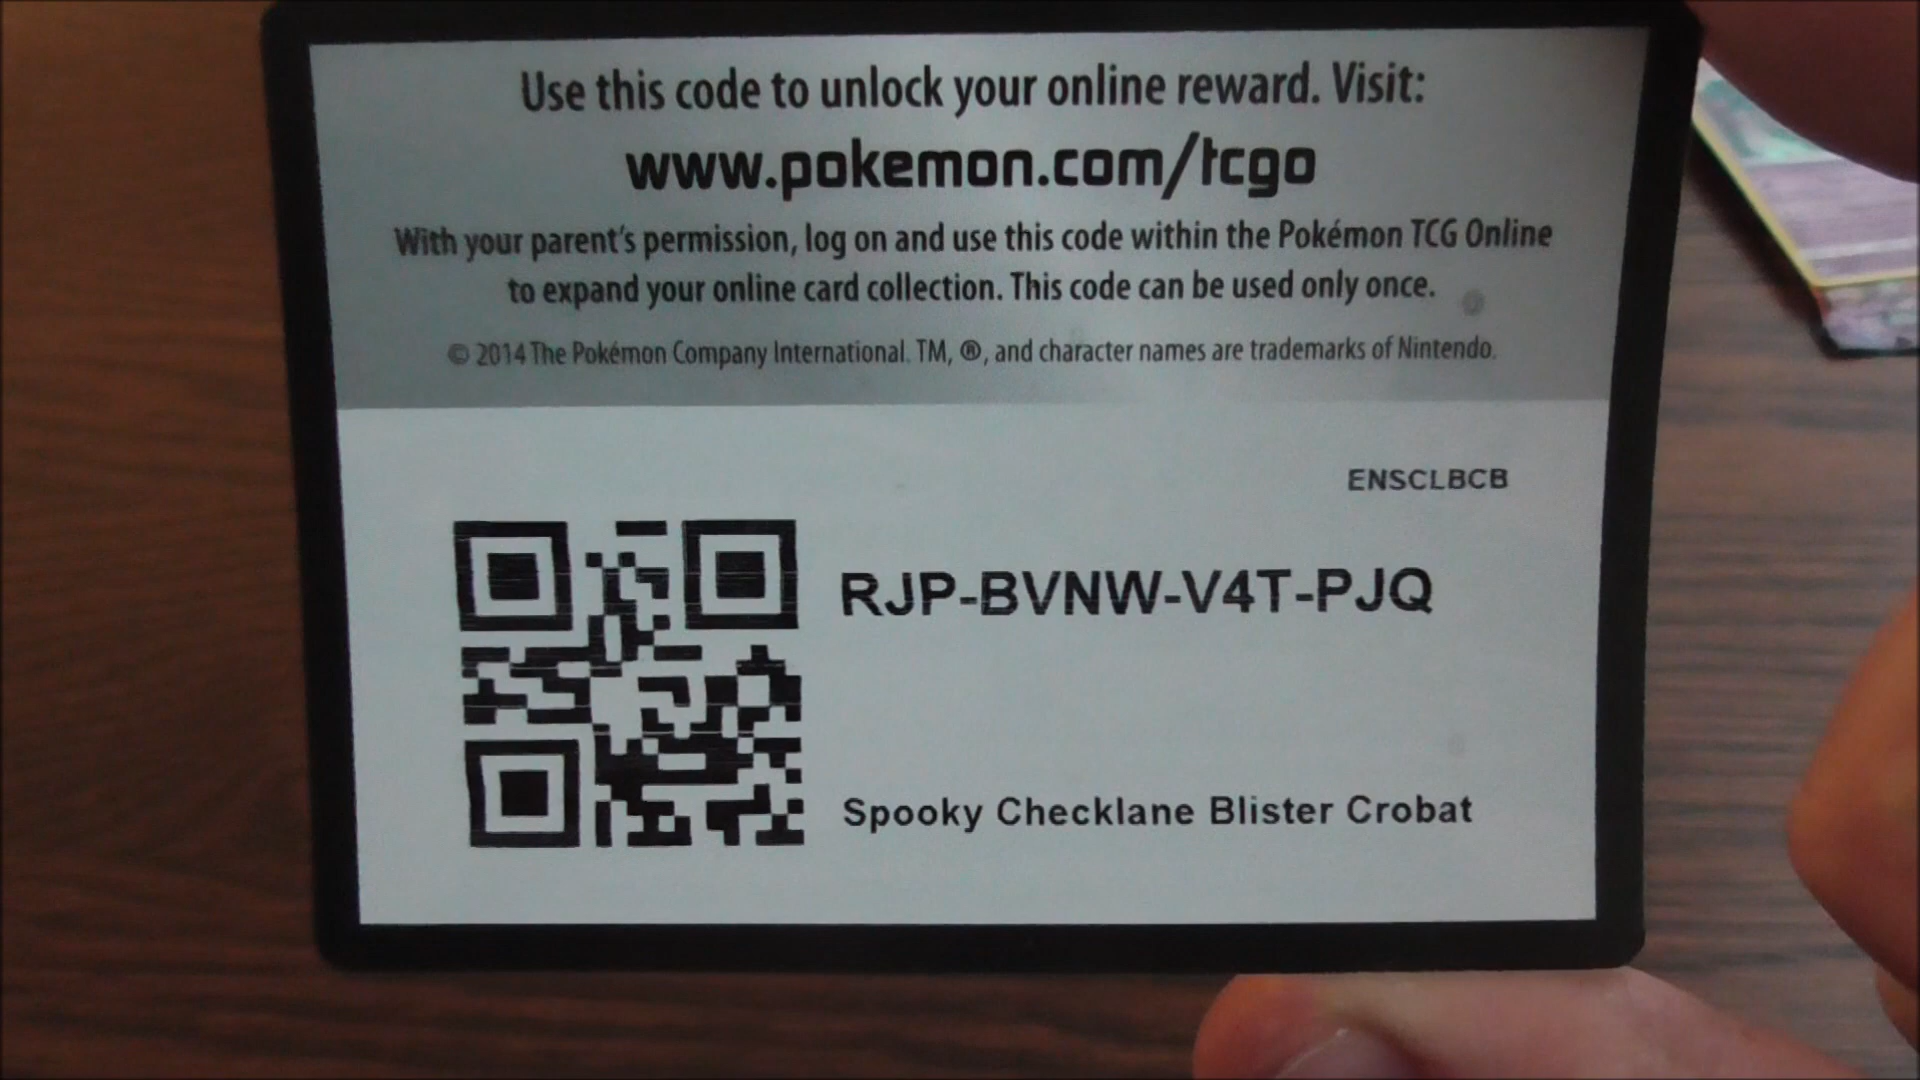 Use this code to unlock your online reward. Visit:
www.pokemon.com/tcgo
With your parent's permission, log on and use this code within the Pokémon TCG Online
to expand your online card collection. This code can be used only once.
© 2014 The Pokémon Company International. TM, ®, and character names are trademarks of Nintendo.
ENSCLBCB
RJP-BVNW-V4T-PJQ
Spooky Checklane Blister Crobat